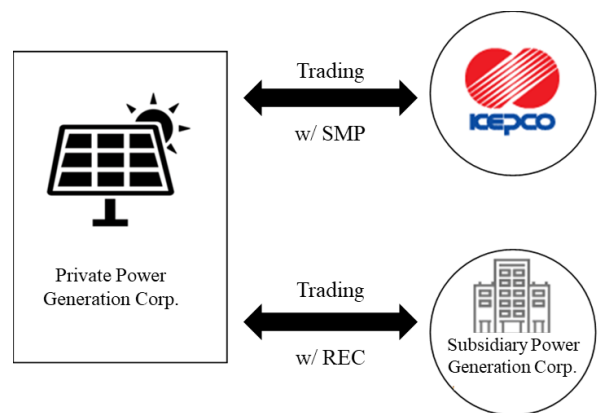 Trading
w/ SMP
KEPCO
Private Power
Generation Corp.
Trading
w/ REC
Subsidiary Power
Generation Corp.